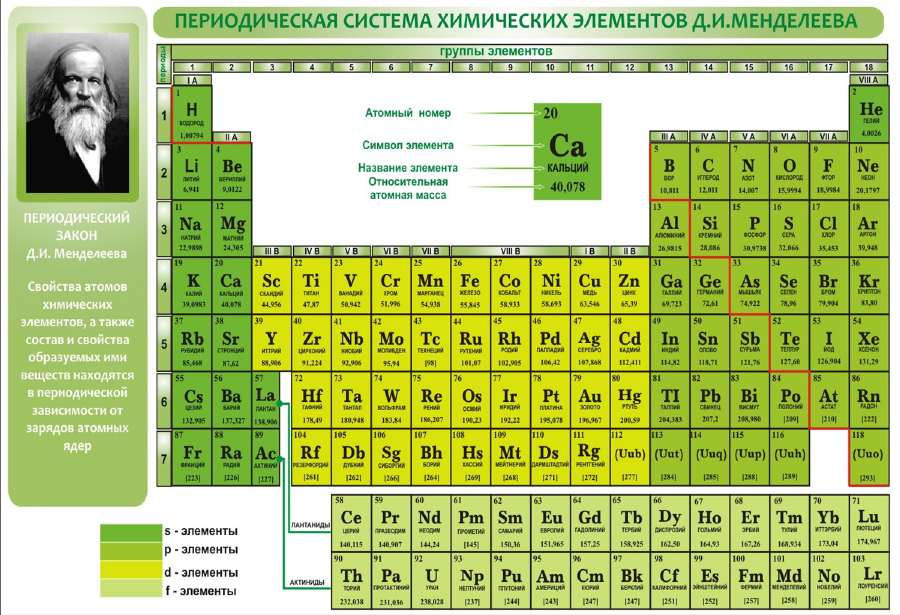 ПЕРИОДИЧЕСКАЯ СИСТЕМА ХИМИЧЕСКИХ ЭЛЕМЕНТОВ Д.И.МЕНДЕЛЕЕВА
ПЕРИОДИЧЕСКИЙ
ЗАКОН
Д.И. Менделеева
Свойства атомов
химических
элементов, а также
состав и свойства
образуемых ими
веществ находятся
в периодической
зависимости от
зарядов атомных
ядер
периоды
группы элементов
1 2 3 4 5 6 7 8 9 10 11 12 13 14 15 16 17 18
I A VIII A
Атомный номер
Символ элемента
Название элемента
Относительная
атомная масса
20
Ca
КАЛЬЦИЙ
40,078
1
1 2
H He
ВОДОРОД ГЕЛИЙ
1,00794 4,0026
II A III A IV A V A VI A VII A
2
3 4 5 6 7 8 9 10
Li Be B C N O F Ne
ЛИТИЙ БЕРИЛЛИЙ БОР УГЛЕРОД АЗОТ КИСЛОРОД ФТОР НЕОН
6,941 9,0122 10,811 12,011 14,007 15,9994 18,9984 20,1797
3
11 12 13 14 15 16 17 18
Na Mg Al Si P S Cl Ar
НАТРИЙ МАГНИЙ АЛЮМИНИЙ КРЕМНИЙ ФОСФОР СЕРА ХЛОР АРГОН
22,9898 24,305 26,9815 28,086 30,9738 32,066 35,453 39,948
III B IV B V B VI B VII B VIII B I B II B
4
19 20 21 22 23 24 25 26 27 28 29 30 31 32 33 34 35 36
K Ca Sc Ti V Cr Mn Fe Co Ni Cu Zn Ga Ge As Se Br Kr
КАЛИЙ КАЛЬЦИЙ СКАНДИЙ ТИТАН ВАНАДИЙ ХРОМ МАРГАНЕЦ ЖЕЛЕЗО КОБАЛЬТ НИКЕЛЬ МЕДЬ ЦИНК ГАЛЛИЙ ГЕРМАНИЙ МЫШЬЯК СЕЛЕН БРОМ КРИПТОН
39,0983 40,078 44,956 47,87 50,942 51,996 54,938 55,845 58,933 58,693 63,546 65,39 69,723 72,61 74,922 78,96 79,904 83,80
5
37 38 39 40 41 42 43 44 45 46 47 48 49 50 51 52 53 54
Rb Sr Y Zr Nb Mo Tc Ru Rh Pd Ag Cd In Sn Sb Te I Xe
РУБИДИЙ СТРОНЦИЙ ИТТРИЙ ЦИРКОНИЙ НИОБИЙ МОЛИБДЕН ТЕХНЕЦИЙ РУТЕНИЙ РОДИЙ ПАЛЛАДИЙ СЕРЕБРО КАДМИЙ ИНДИЙ ОЛОВО СУРЬМА ТЕЛЛУР ИОД КСЕНОН
85,468 87,62 88,906 91,224 92,906 95,94 [98] 101,07 102,905 106,42 107,868 112,411 114,82 118,71 121,76 127,60 126,904 131,29
6
55 56 57 72 73 74 75 76 77 78 79 80 81 82 83 84 85 86
Cs Ba La Hf Ta W Re Os Ir Pt Au Hg Tl Pb Bi Po At Rn
ЦЕЗИЙ БАРИЙ ЛАНТАН ГАФНИЙ ТАНТАЛ ВОЛЬФРАМ РЕНИЙ ОСМИЙ ИРИДИЙ ПЛАТИНА ЗОЛОТО РТУТЬ ТАЛЛИЙ СВИНЕЦ ВИСМУТ ПОЛОНИЙ АСТАТ РАДОН
132,905 137,327 138,906 178,49 180,948 183,84 186,207 190,23 192,22 195,078 196,967 200,59 204,383 207,2 208,980 [209] [210] [222]
7
87 88 89 104 105 106 107 108 109 110 111 112 113 114 115 116 118
Fr Ra Ac Rf Db Sg Bh Hs Mt Ds Rg (Uub) (Uut) (Uuq) (Uup) (Uuh) (Uuo)
ФРАНЦИЙ РАДИЙ АКТИНИЙ РЕЗЕРФОРДИЙ ДУБНИЙ СИБОРГИЙ БОРИЙ ХАССИЙ МЕЙТНЕРИЙ ДАРМШТАДТИЙ РЕНТГЕНИЙ
[223] [226] [227] [261] [262] [266] [264] [269] [268] [271] [272] [277] [284] [285] [288] [289] [293]
s - элементы
p - элементы
d - элементы
f - элементы
ЛАНТАНИДЫ
58 59 60 61 62 63 64 65 66 67 68 69 70 71
Ce Pr Nd Pm Sm Eu Gd Tb Dy Ho Er Tm Yb Lu
ЦЕРИЙ ПРАЗЕОДИМ НЕОДИМ ПРОМЕТИЙ САМАРИЙ ЕВРОПИЙ ГАДОЛИНИЙ ТЕРБИЙ ДИСПРОЗИЙ ГОЛЬМИЙ ЭРБИЙ ТУЛИЙ ИТТЕРБИЙ ЛЮТЕЦИЙ
140,115 140,907 144,24 [145] 150,36 151,965 157,25 158,925 162,50 164,93 167,26 168,934 173,04 174,967
АКТИНИДЫ
90 91 92 93 94 95 96 97 98 99 100 101 102 103
Th Pa U Np Pu Am Cm Bk Cf Es Fm Md No Lr
ТОРИЙ ПРОТАКТИНИЙ УРАН НЕПТУНИЙ ПЛУТОНИЙ АМЕРИЦИЙ КЮРИЙ БЕРКЛИЙ КАЛИФОРНИЙ ЭЙНШТЕЙНИЙ ФЕРМИЙ МЕНДЕЛЕВИЙ НОБЕЛИЙ ЛОУРЕНСИЙ
232,038 231,036 238,028 [237] [244] [243] [247] [247] [251] [252] [257] [258] [259] [260]